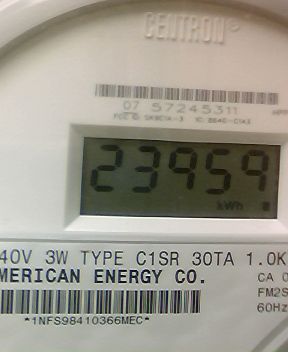 CENTRON®
07 57245311
23959
kWh
40V 3W TYPE C1SR 30TA 1.0K
MERICAN ENERGY CO.
CA 0
FM2S
60Hz
*1NFS98410366MEC*